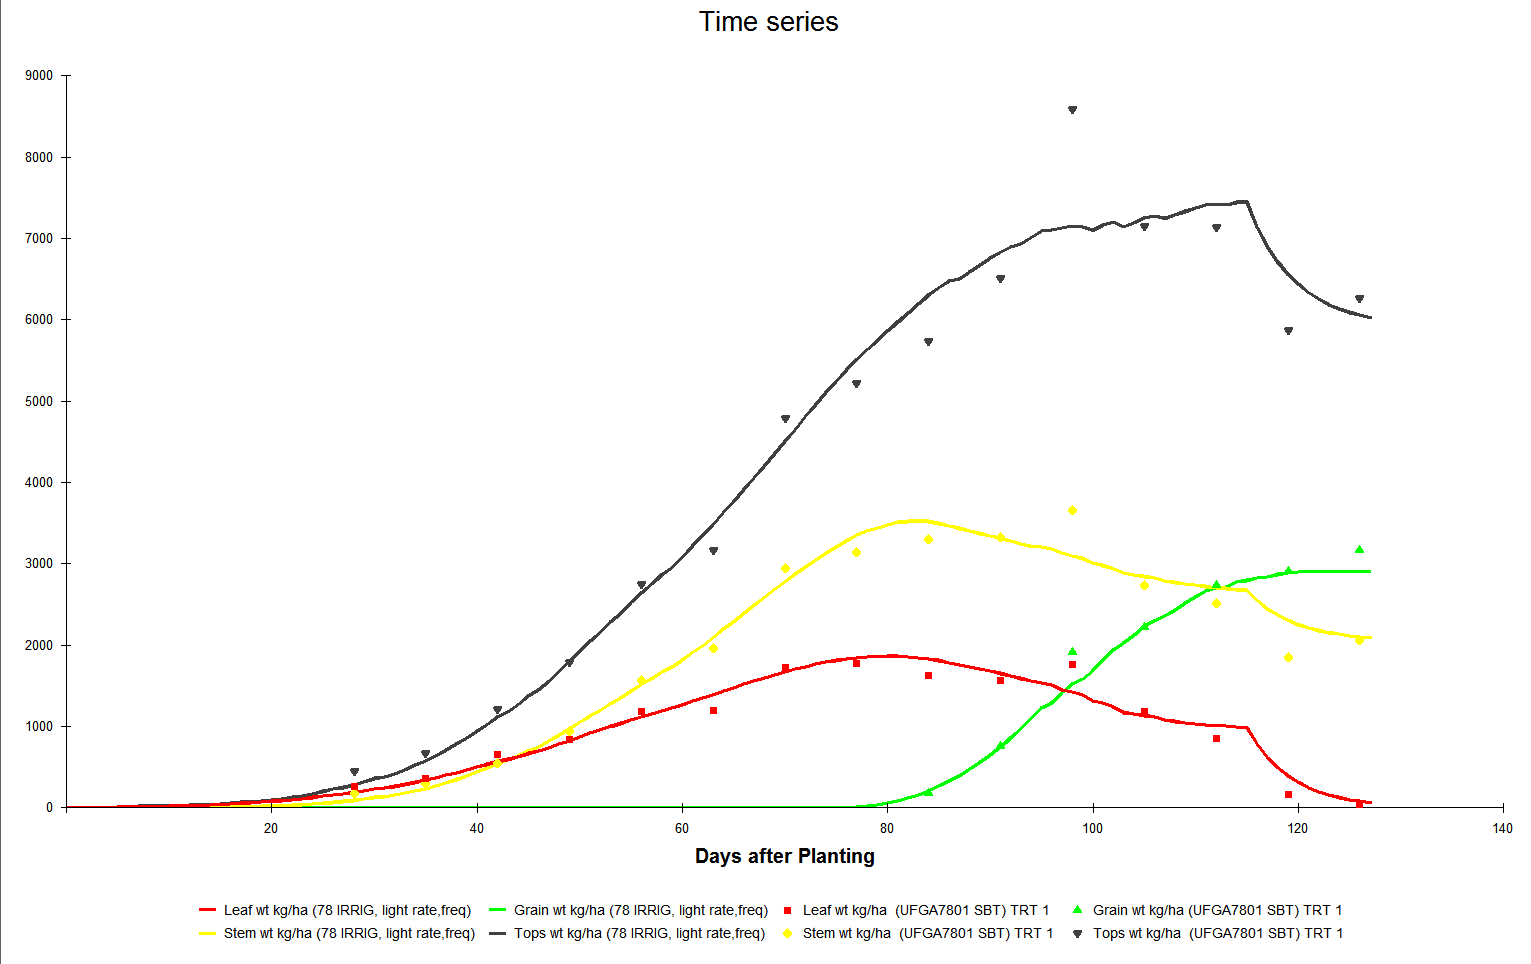 Time series
9000
8000
7000
6000
5000
4000
3000
2000
1000
0
20 40 60 80 100 120 140
Days after Planting
Leaf wt kg/ha (78 IRRIG, light rate,freq) Grain wt kg/ha (78 IRRIG, light rate,freq) Leaf wt kg/ha (UFGA7801 SBT) TRT 1 Grain wt kg/ha (UFGA7801 SBT) TRT 1
Stem wt kg/ha (78 IRRIG, light rate,freq) Tops wt kg/ha (78 IRRIG, light rate,freq) Stem wt kg/ha (UFGA7801 SBT) TRT 1 Tops wt kg/ha (UFGA7801 SBT) TRT 1